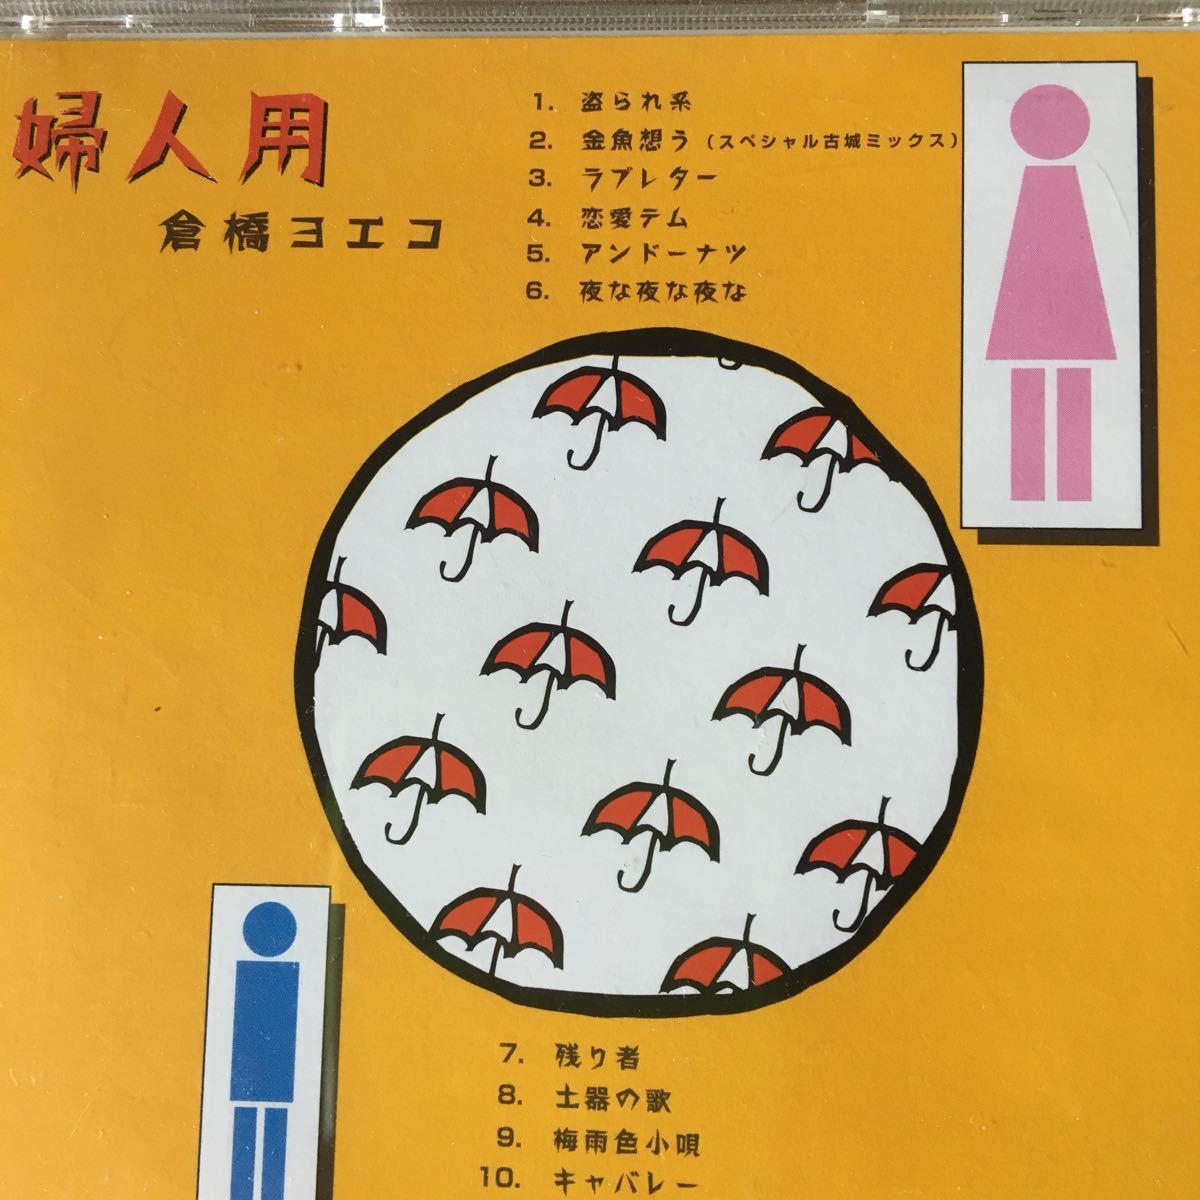 婦人用
倉橋ヨエコ
1. 盗られ系
2. 金魚想う（スペシャル古城ミックス）
3. ラブレター
4. 恋愛テム
5. アンドーナツ
6. 夜な夜な夜な
7. 残り者
8. 土器の歌
9. 梅雨色小唄
10. キャバレー